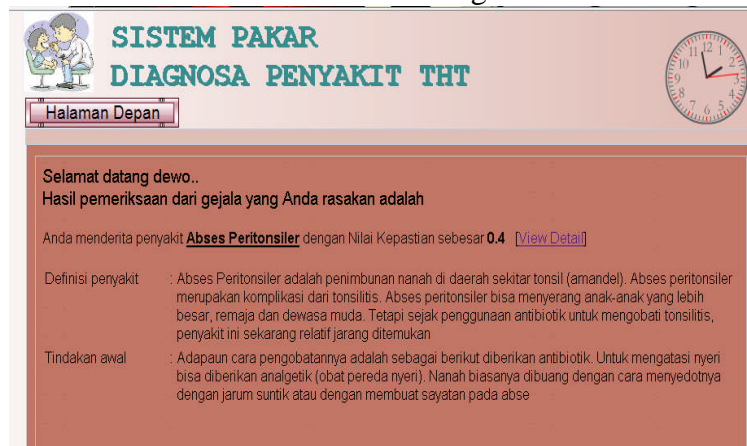 SISTEM PAKAR
DIAGNOSA PENYAKIT THT
Halaman Depan
Selamat datang dewo..
Hasil pemeriksaan dari gejala yang Anda rasakan adalah
Anda menderita penyakit Abses Peritonsiler dengan Nilai Kepastian sebesar 0.4 [View Detail]
Definisi penyakit : Abses Peritonsiler adalah penimbunan nanah di daerah sekitar tonsil (amandel). Abses peritonsiler
merupakan komplikasi dari tonsilitis. Abses peritonsiler bisa menyerang anak-anak yang lebih
besar, remaja dan dewasa muda. Tetapi sejak penggunaan antibiotik untuk mengobati tonsilitis,
penyakit ini sekarang relatif jarang ditemukan
Tindakan awal : Adapaun cara pengobatannya adalah sebagai berikut diberikan antibiotik. Untuk mengatasi nyeri
bisa diberikan analgetik (obat pereda nyeri). Nanah biasanya dibuang dengan cara menyedotnya
dengan jarum suntik atau dengan membuat sayatan pada abse